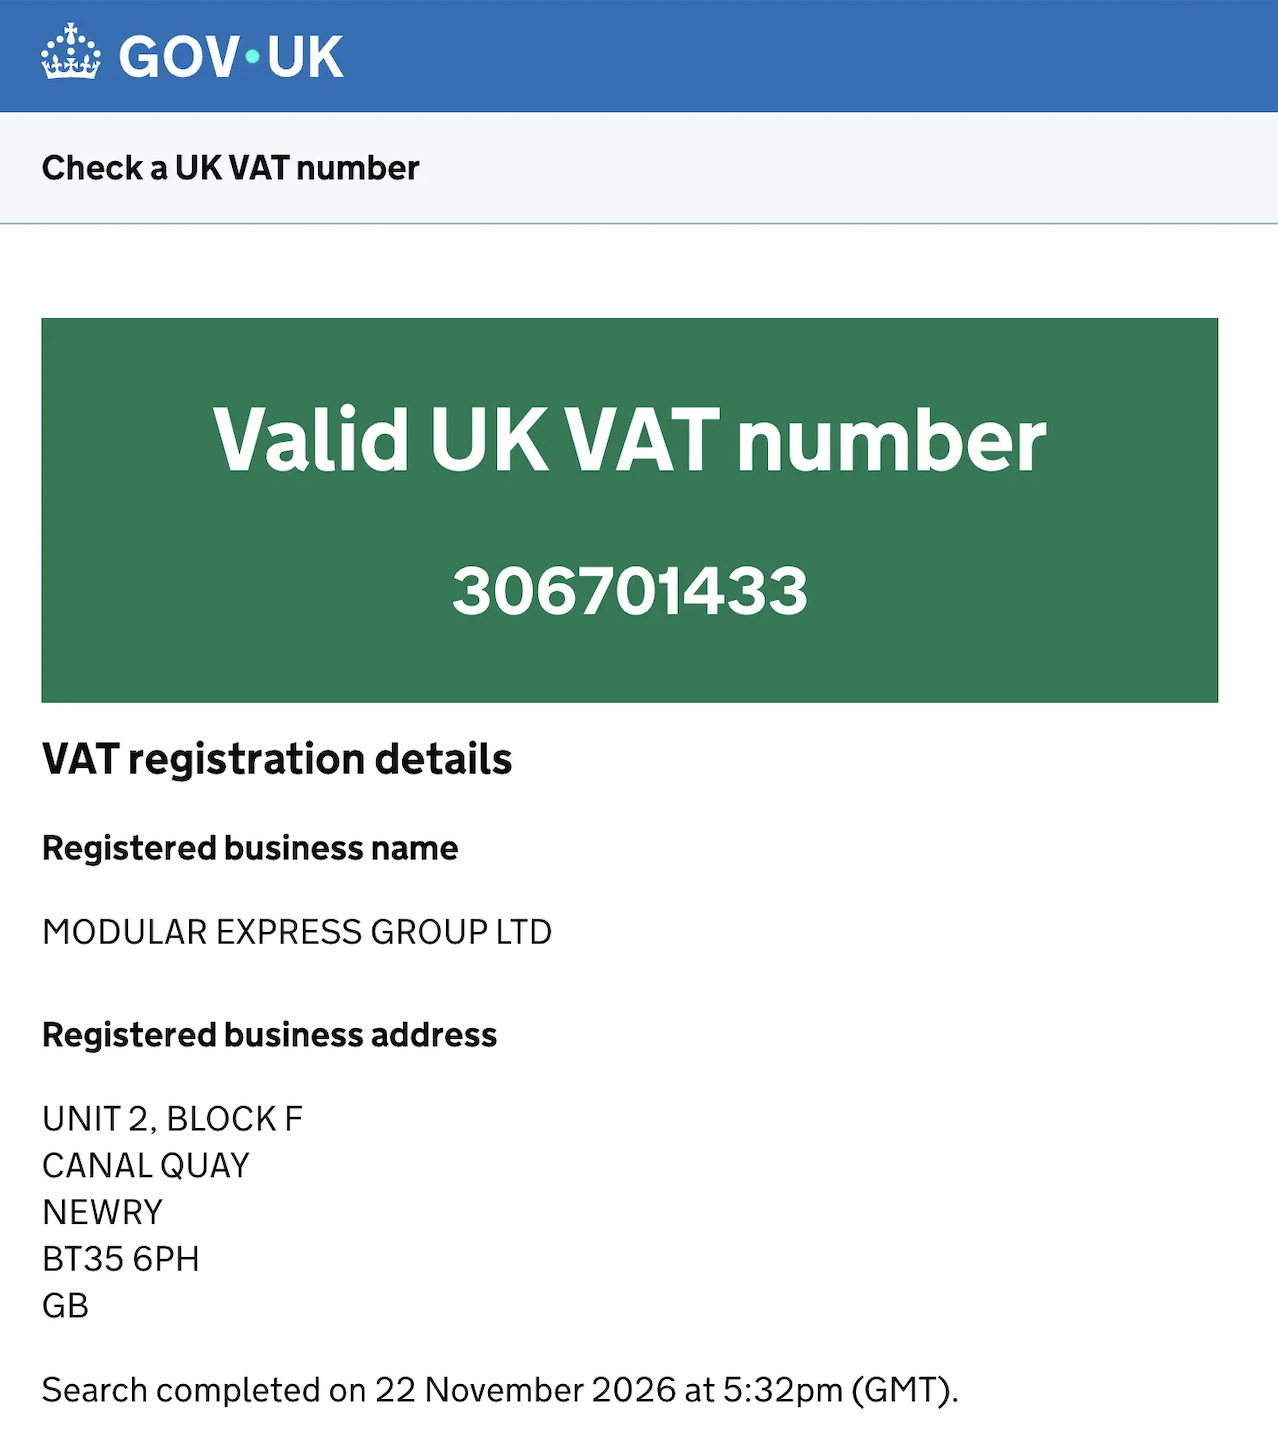 GOV·UK
Check a UK VAT number
Valid UK VAT number
306701433
VAT registration details
Registered business name
MODULAR EXPRESS GROUP LTD
Registered business address
UNIT 2, BLOCK F
CANAL QUAY
NEWRY
BT35 6PH
GB
Search completed on 22 November 2026 at 5:32pm (GMT).